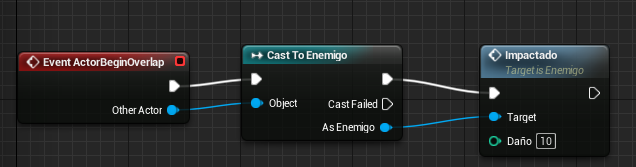 Event ActorBeginOverlap
Other Actor
Cast To Enemigo
Object
Cast Failed
As Enemigo
Impactado
Target is Enemigo
Target
Daño 10